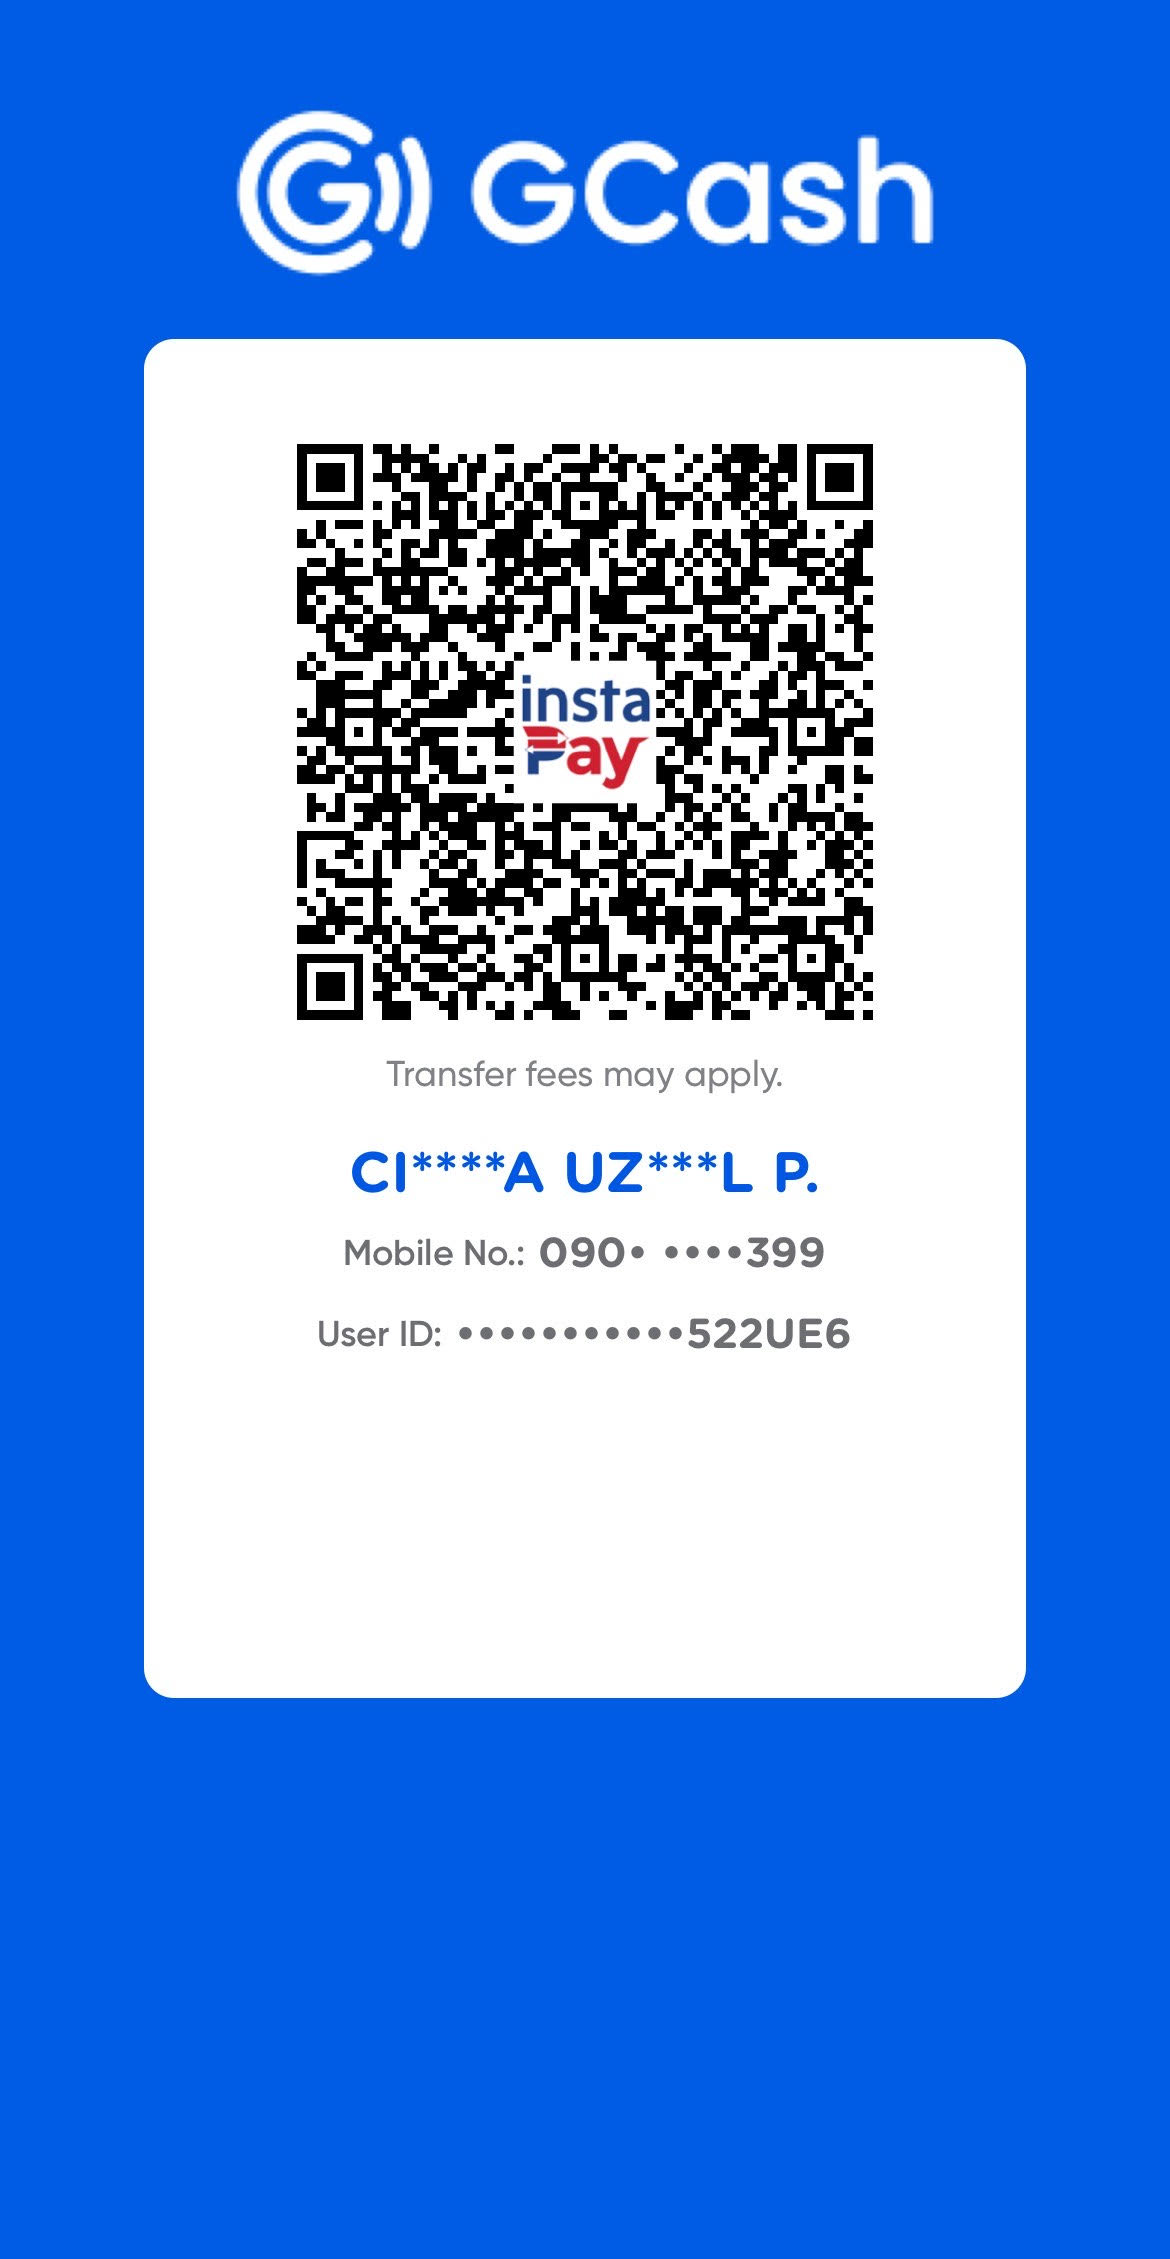 GCash
insta
Pay
Transfer fees may apply.
CI****A UZ***L P.
Mobile No.: 090• ••••399
User ID: •••••••••••522UE6